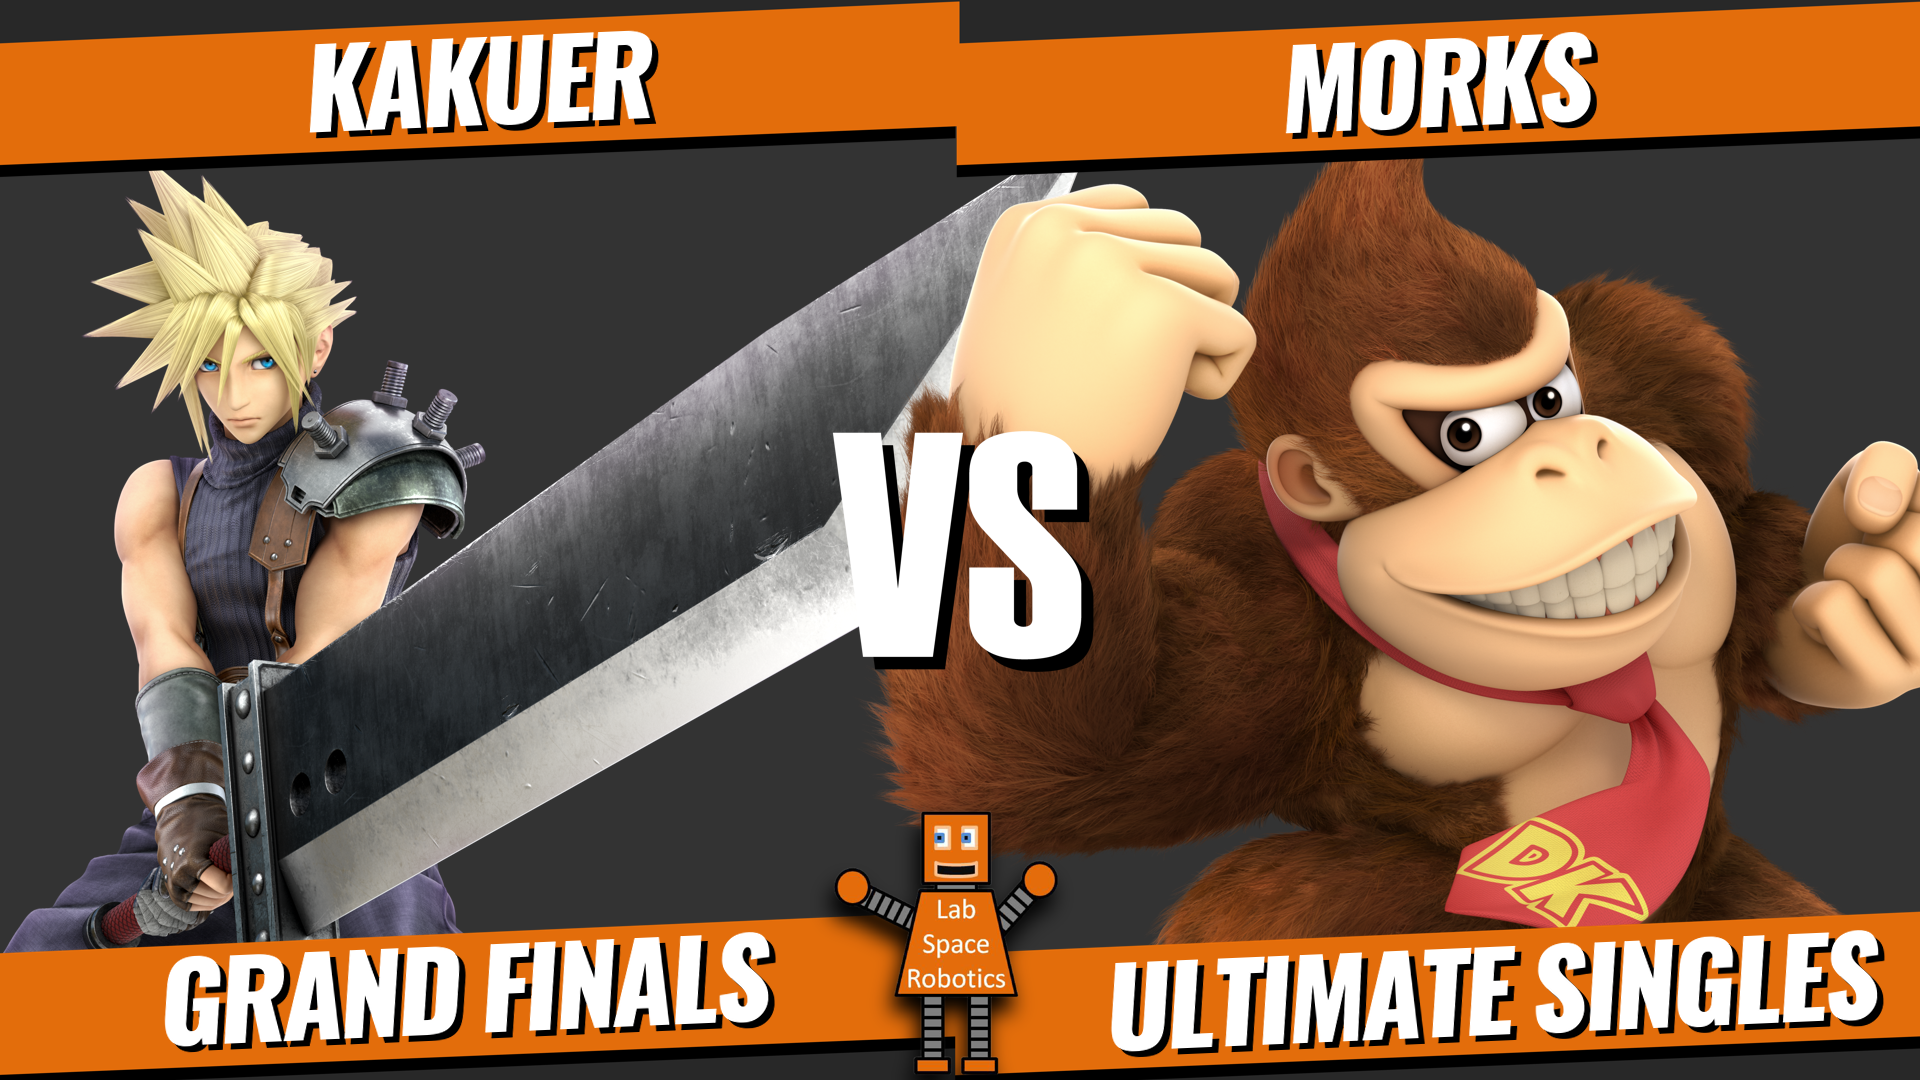 KAKUER
MORKS
VS
DK
Lab
Space
Robotics
GRAND FINALS
ULTIMATE SINGLES